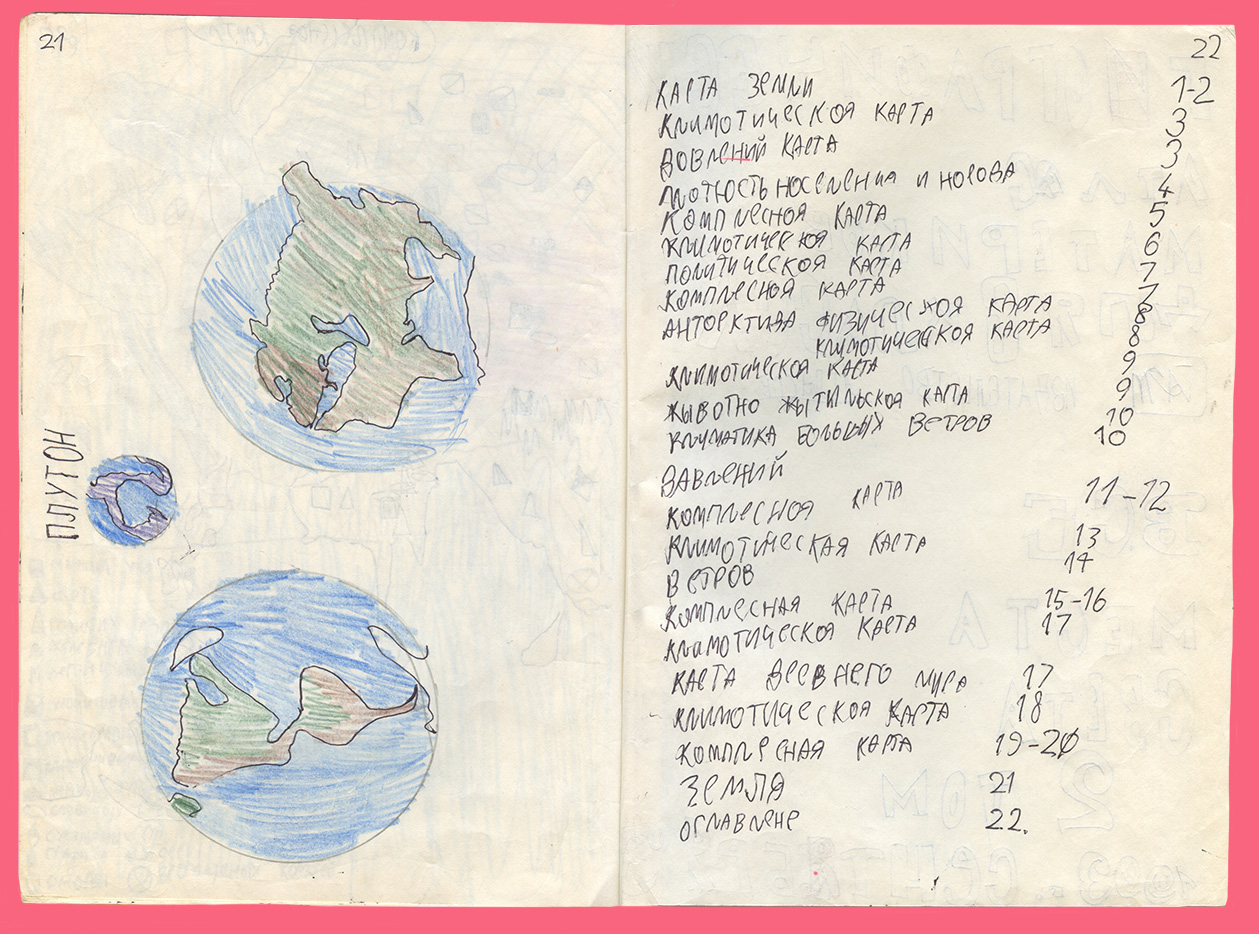 21
ПЛУТОН
22
КАРТА ЗЕМЛИ 1-2
КЛИМОТИЧЕСКОЯ КАРТА 3
ДОВЛЕНИЙ КАРТА 3
ПЛОТЮСТЬ НОСЕЛЕНИЯ И НОРОДА 4
КОМПЛЕСНОЯ КАРТА 5
КЛИМОТИЧЕСКОЯ КАРТА 6
ПОЛИТИЧЕСКОЯ КАРТА 7
КОМПЛЕСНОЯ КАРТА 7
АНТОРКТИДА ФИЗИЧЕСКОЯ КАРТА 8
КЛИМОТИЧЕСКОЯ КАРТА 8
КЛИМОТИЧЕСКОЯ КАРТА 9
ЖЫВОТНО ЖЫТИЛЬСКОЯ КАТА 9
КЛИМАТИКА БОЛЬШЫХ ВЕТРОВ 10
ДАВЛЕНИЙ 10
КОМПЛЕСНОЯ КАРТА 11-12
КЛИМОТИЧЕСКАЯ КАРТА 13
ВЕТРОВ 14
КОМПЛЕСНАЯ КАРТА 15-16
КЛИМОТИЧЕСКОЯ КАРТА 17
КАРТА ДРЕВНЕГО МИРА 17
КЛИМОТИЧЕСКОЯ КАРТА 18
КОМПЛЕСНАЯ КАРТА 19-20
ЗЕМЛЯ 21
ОГЛАВЛЕНЕ 22.